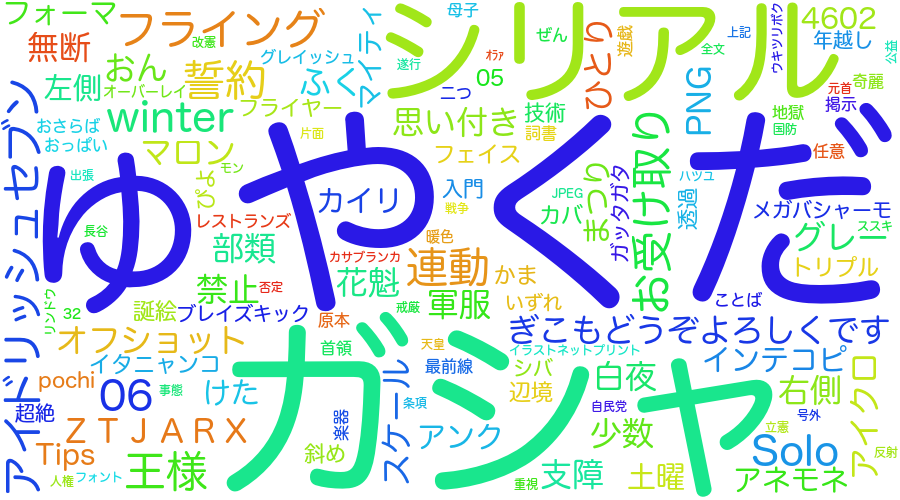 フォーマ
フライング
マイティ
母子
シリアル
ぜん
ひとり
遊戯
全文
上記
ウキツリボク
4602
年越し
公益
無断
改憲
グレイッシュ
おん
誓約
ふく
遂行
オラァ
二つ
05
技術
PNG
奇麗
元首
掲示
左側
オーバーレイ
winter
フライヤー
思い付き
詞書
お受け取り
地獄
国防
任意
おさらば
おっぱい
マロン
片面
フェイス
アイドリッシュセブン
ゆやくだ
出張
モン
ぴよ
カイリ
戦争
入門
JPEG
カバ
まつり
ガッタガタ
透過
ハツユ
メガバシャーモ
ススキ
グレー
長谷
レストランズ
部類
暖色
カサブランカ
花魁
連動
かま
トリプル
リンドウ
32
禁止
否定
誕絵
ブレイズキック
原本
戒厳
軍服
いずれ
ことば
オフショット
首領
天皇
ぎこもどうぞよろしくです
イラストネットプリント
イタニャンコ
ガシャ
最前線
シバ
辺境
白夜
インテコピ
pochi
06
事態
けた
スケール
条項
自民党
右側
アイクロ
超絶
ZTJARX
楽器
アンク
少数
号外
立憲
Tips
王様
斜め
支障
土曜
Solo
反射
人権
フォント
重視
アネモネ